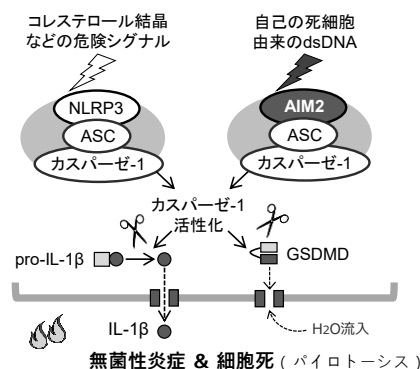 コレステロール結晶
などの危険シグナル
自己の死細胞
由来のdsDNA
NLRP3
ASC
カスパーゼ-1
AIM2
ASC
カスパーゼ-1
カスパーゼ-1
活性化
pro-IL-1β
GSDMD
IL-1β
H2O流入
無菌性炎症 & 細胞死 ( パイロトーシス )